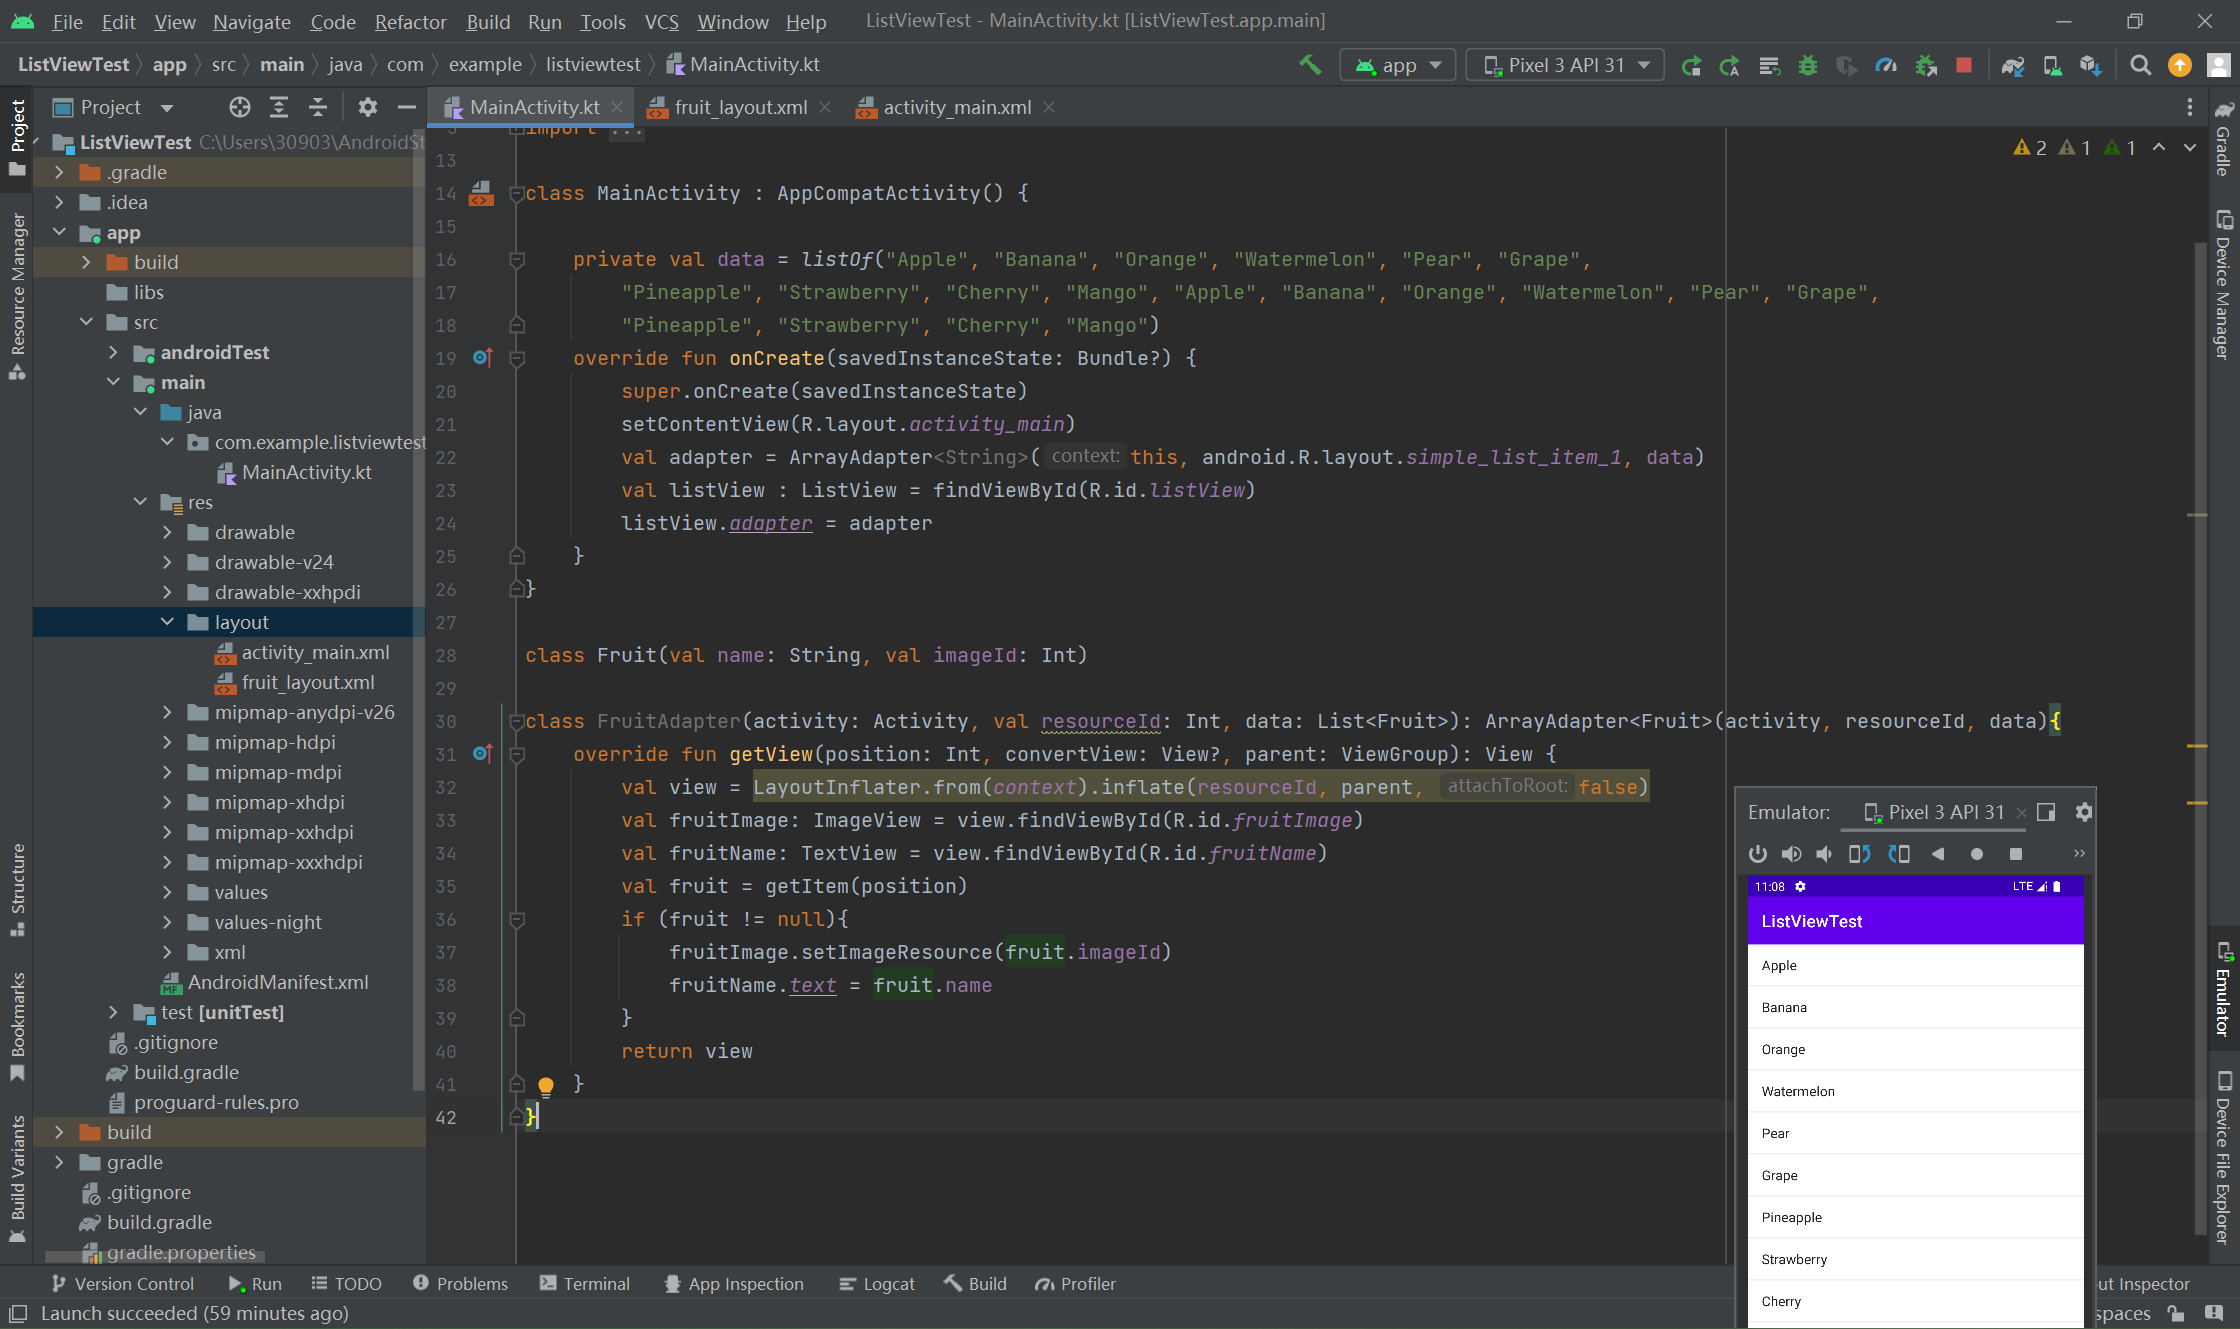 File Edit View Navigate Code Refactor Build Run Tools VCS Window Help ListViewTest - MainActivity.kt [ListViewTest.app.main]
ListViewTest app src main java com example listviewtest MainActivity.kt app Pixel 3 API 31
Project
MainActivity.kt fruit_layout.xml activity_main.xml
Project
Resource Manager
Structure
Bookmarks
Build Variants
ListViewTest C:\Users\30903\AndroidSt
.gradle
.idea
app
build
libs
src
androidTest
main
java
com.example.listviewtest
MainActivity.kt
res
drawable
drawable-v24
drawable-xxhpdi
layout
activity_main.xml
fruit_layout.xml
mipmap-anydpi-v26
mipmap-hdpi
mipmap-mdpi
mipmap-xhdpi
mipmap-xxhdpi
mipmap-xxxhdpi
values
values-night
xml
AndroidManifest.xml
test [unitTest]
.gitignore
build.gradle
proguard-rules.pro
build
gradle
.gitignore
build.gradle
gradle.properties
2 1 1
import ...
13
14 class MainActivity : AppCompatActivity() {
15
16 private val data = listOf("Apple", "Banana", "Orange", "Watermelon", "Pear", "Grape",
17 "Pineapple", "Strawberry", "Cherry", "Mango", "Apple", "Banana", "Orange", "Watermelon", "Pear", "Grape",
18 "Pineapple", "Strawberry", "Cherry", "Mango")
19 override fun onCreate(savedInstanceState: Bundle?) {
20 super.onCreate(savedInstanceState)
21 setContentView(R.layout.activity_main)
22 val adapter = ArrayAdapter<String>( context: this, android.R.layout.simple_list_item_1, data)
23 val listView : ListView = findViewById(R.id.listView)
24 listView.adapter = adapter
25 }
26 }
27
28 class Fruit(val name: String, val imageId: Int)
29
30 class FruitAdapter(activity: Activity, val resourceId: Int, data: List<Fruit>): ArrayAdapter<Fruit>(activity, resourceId, data){
31 override fun getView(position: Int, convertView: View?, parent: ViewGroup): View {
32 val view = LayoutInflater.from(context).inflate(resourceId, parent, attachToRoot: false)
33 val fruitImage: ImageView = view.findViewById(R.id.fruitImage)
34 val fruitName: TextView = view.findViewById(R.id.fruitName)
35 val fruit = getItem(position)
36 if (fruit != null){
37 fruitImage.setImageResource(fruit.imageId)
38 fruitName.text = fruit.name
39 }
40 return view
41 }
42 }
Emulator: Pixel 3 API 31
11:08 LTE
ListViewTest
Apple
Banana
Orange
Watermelon
Pear
Grape
Pineapple
Strawberry
Cherry
Gradle
Device Manager
Emulator
Device File Explorer
Version Control Run TODO Problems Terminal App Inspection Logcat Build Profiler ut Inspector
Launch succeeded (59 minutes ago) spaces